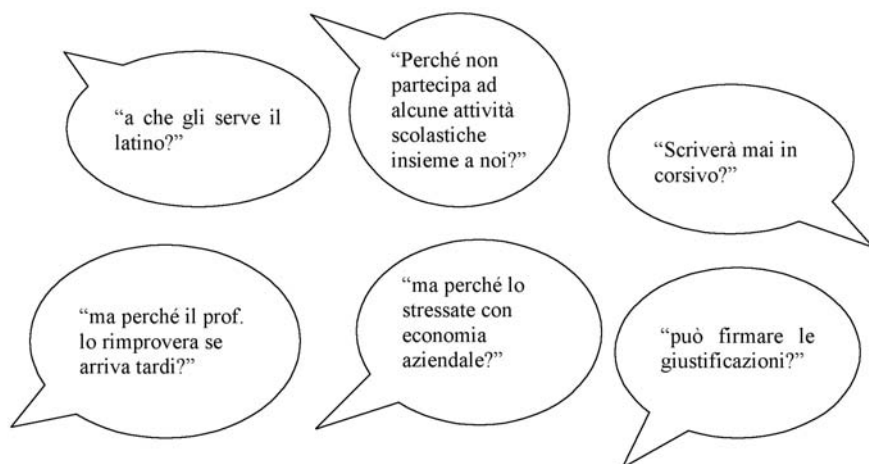 “a che gli serve il
latino?”
“Perché non
partecipa ad
alcune attività
scolastiche
insieme a noi?”
“Scriverà mai in
corsivo?”
“ma perché il prof.
lo rimprovera se
arriva tardi?”
“ma perché lo
stressate con
economia
aziendale?”
“può firmare le
giustificazioni?”